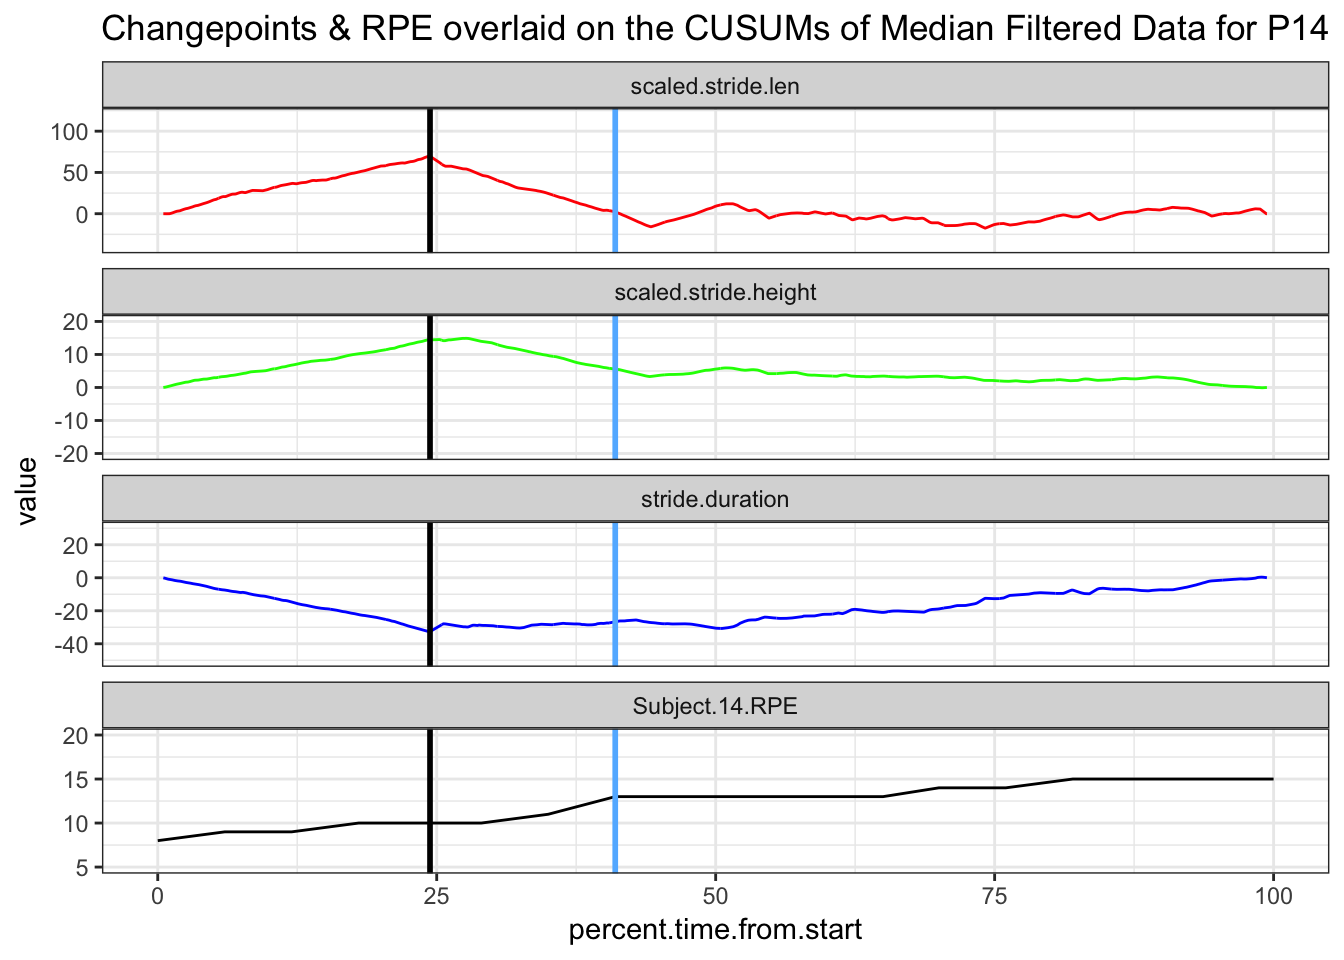 Changepoints & RPE overlaid on the CUSUMs of Median Filtered Data for P14
scaled.stride.len
100
50
0
scaled.stride.height
20
10
0
-10
-20
value
stride.duration
20
0
-20
-40
Subject.14.RPE
20
15
10
5
0 25 50 75 100
percent.time.from.start